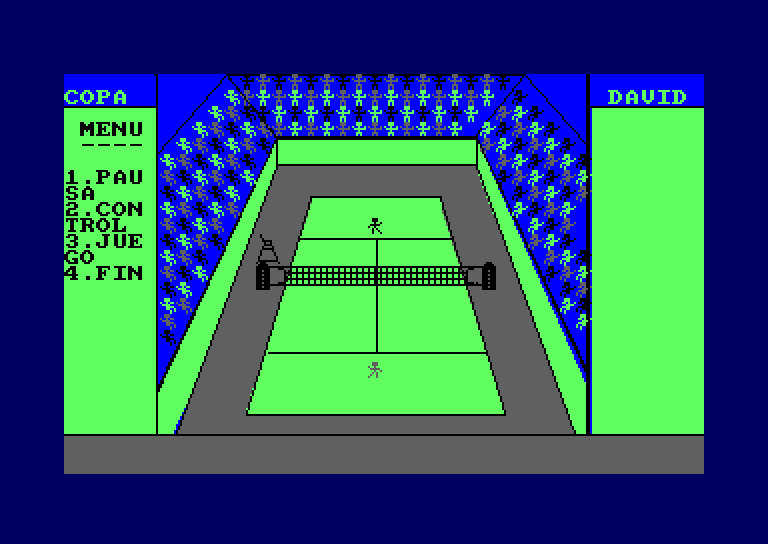 COPA
DAVID
MENU
----
1.PAU
SA
2.CON
TROL
3.JUE
GO
4.FIN